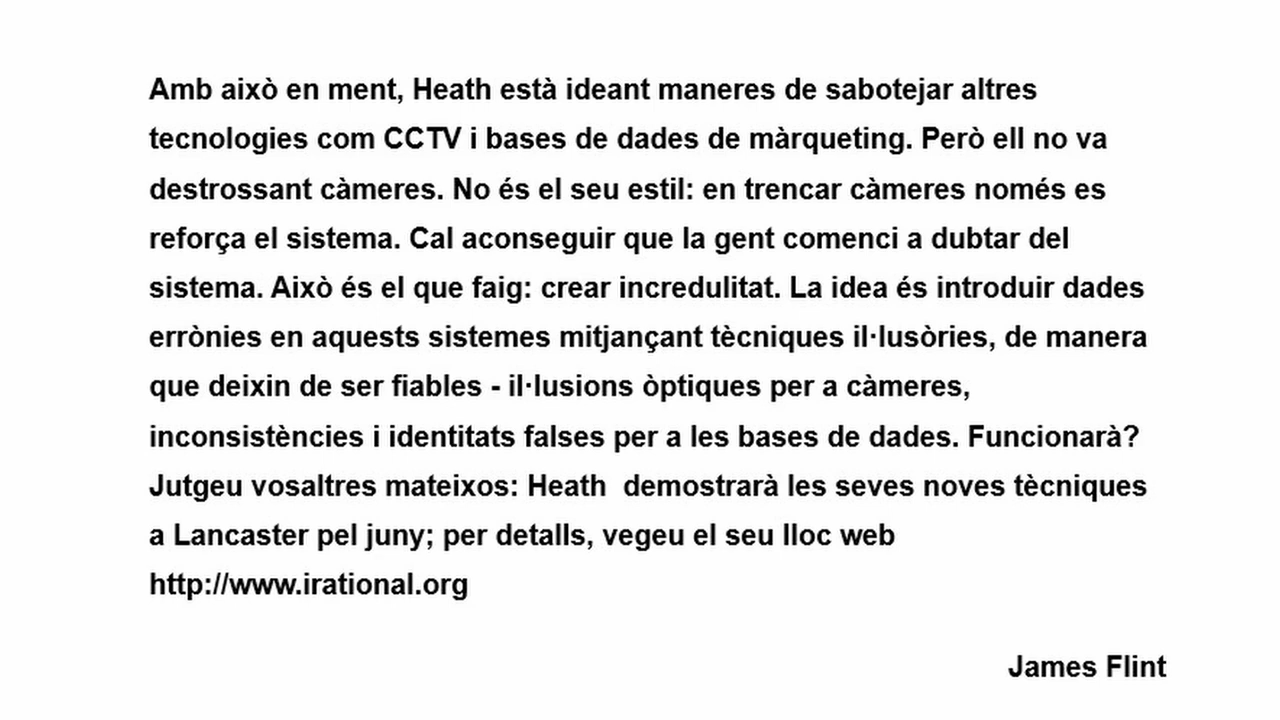 Amb això en ment, Heath està ideant maneres de sabotejar altres
tecnologies com CCTV i bases de dades de màrqueting. Però ell no va
destrossant càmeres. No és el seu estil: en trencar càmeres només es
reforça el sistema. Cal aconseguir que la gent comenci a dubtar del
sistema. Això és el que faig: crear incredulitat. La idea és introduir dades
errònies en aquests sistemes mitjançant tècniques il·lusòries, de manera
que deixin de ser fiables - il·lusions òptiques per a càmeres,
inconsistències i identitats falses per a les bases de dades. Funcionarà?
Jutgeu vosaltres mateixos: Heath  demostrarà les seves noves tècniques
a Lancaster pel juny; per detalls, vegeu el seu lloc web
http://www.irational.org
James Flint